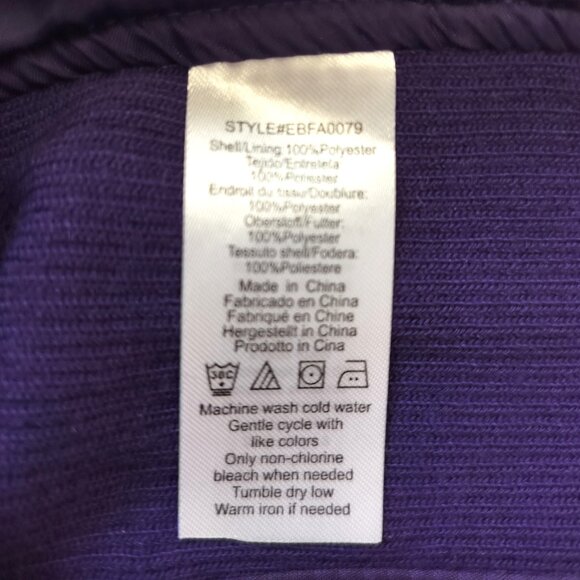 STYLE#EBFA0079
Shell/Lining 100%Polyester
Tejido/Entretela
100%Poliester
Endroit du tissu/Doublure:
100%Polyester
Oberstoff/Futter:
100%Polyester
Tessuto shell/Fodera:
100%Poliestere
Made in China
Fabricado en China
Fabriqué en Chine
Hergestellt in China
Prodotto in Cina
30C
Machine wash cold water
Gentle cycle with
like colors
Only non-chlorine
bleach when needed
Tumble dry low
Warm iron if needed